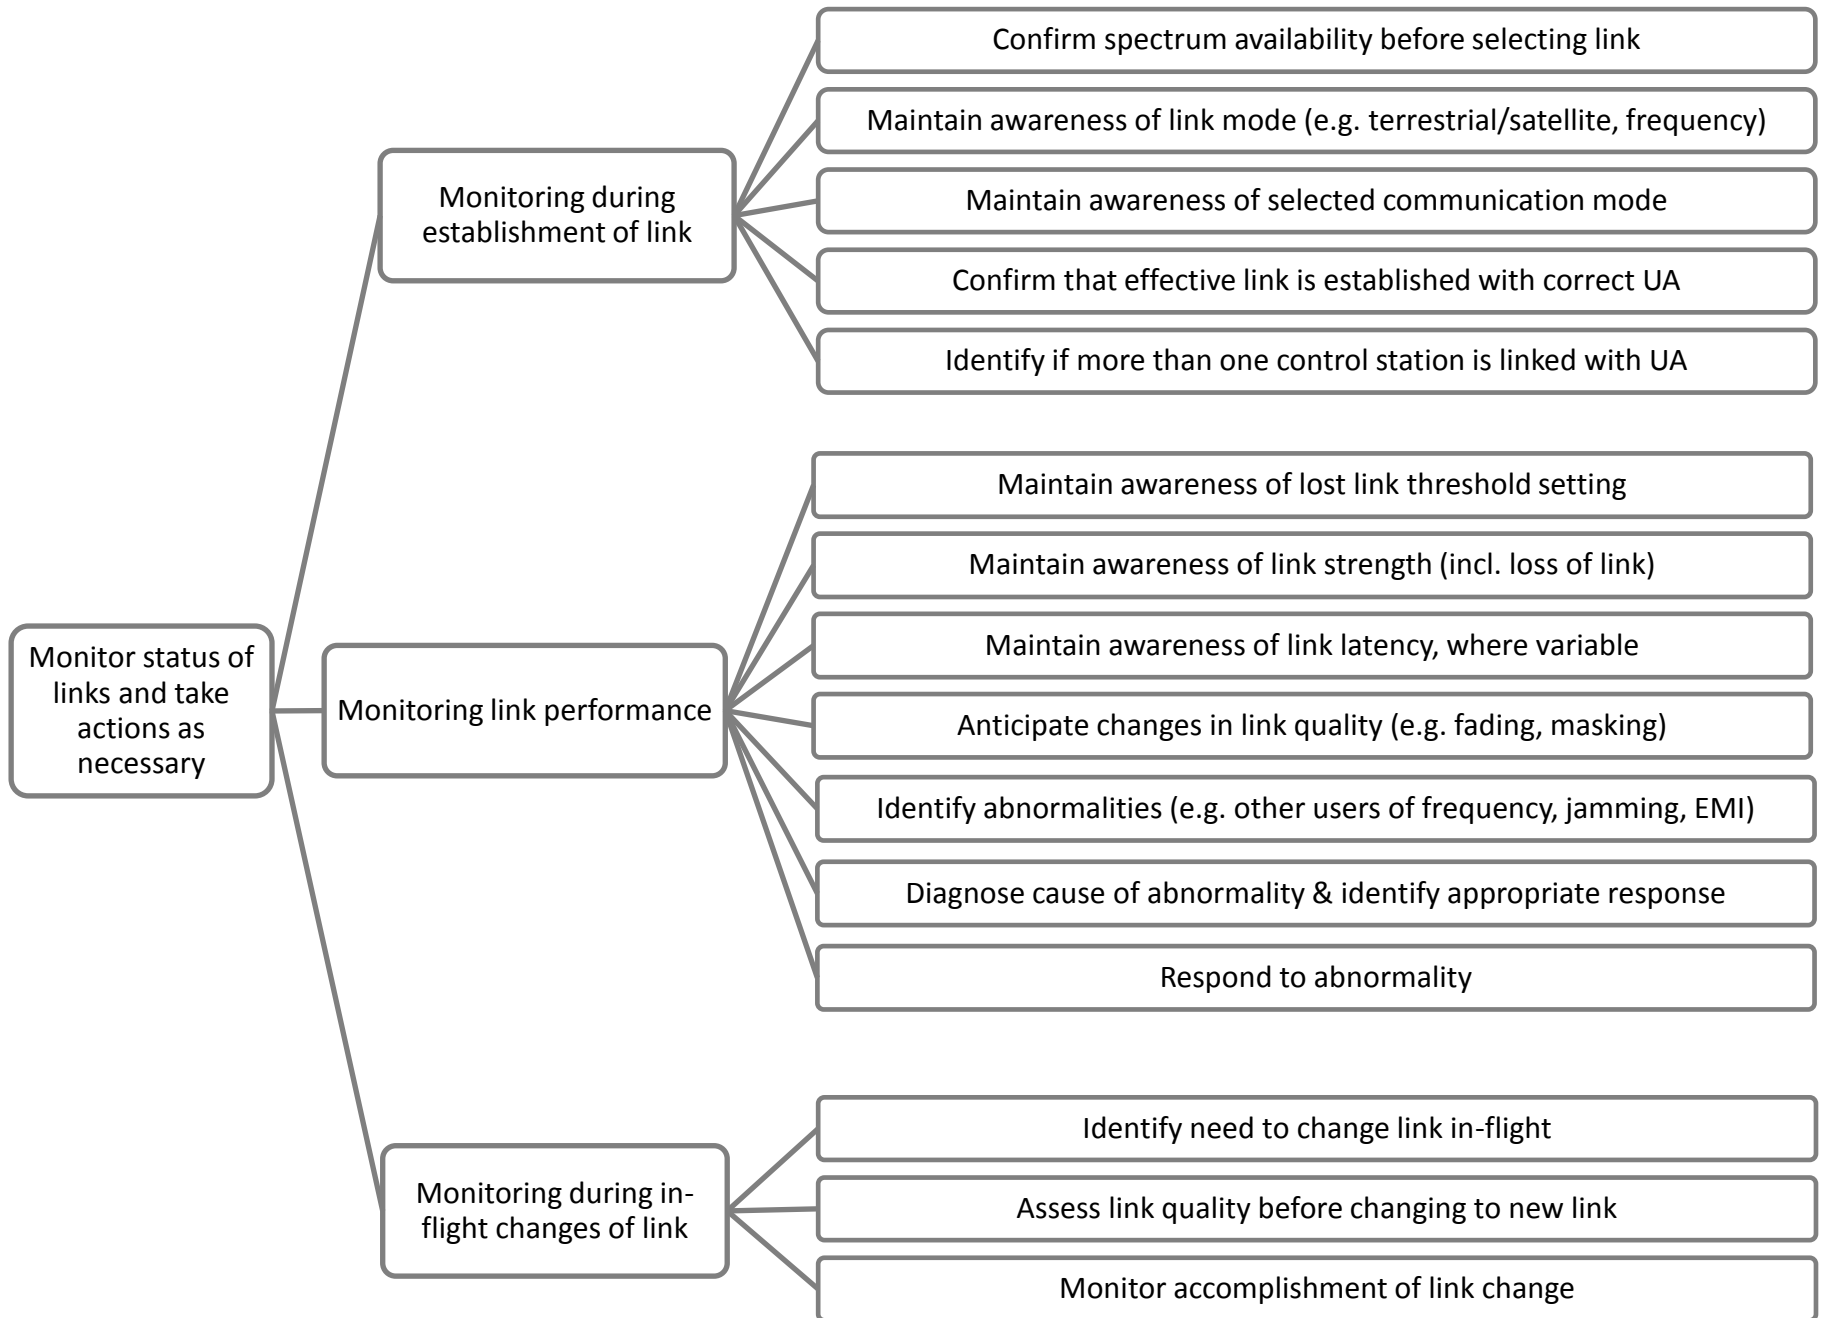 Monitor status of
links and take
actions as
necessary
Monitoring during
establishment of link
Confirm spectrum availability before selecting link
Maintain awareness of link mode (e.g. terrestrial/satellite, frequency)
Maintain awareness of selected communication mode
Confirm that effective link is established with correct UA
Identify if more than one control station is linked with UA
Monitoring link performance
Maintain awareness of lost link threshold setting
Maintain awareness of link strength (incl. loss of link)
Maintain awareness of link latency, where variable
Anticipate changes in link quality (e.g. fading, masking)
Identify abnormalities (e.g. other users of frequency, jamming, EMI)
Diagnose cause of abnormality & identify appropriate response
Respond to abnormality
Monitoring during in-
flight changes of link
Identify need to change link in-flight
Assess link quality before changing to new link
Monitor accomplishment of link change